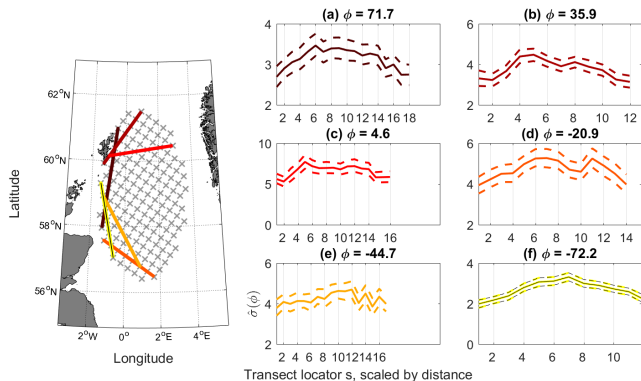 (a) ϕ = 71.7
4
3
2
2 4 6 8 10 12 14 16 18
(b) ϕ = 35.9
6
4
2
2 4 6 8 10 12
(c) ϕ = 4.6
10
5
0
2 4 6 8 10 12 14 16
(d) ϕ = -20.9
6
4
2
2 4 6 8 10 12 14
(e) ϕ = -44.7
6
4
2
σ̂(ϕ)
2 4 6 8 10 12 14 16
(f) ϕ = -72.2
4
2
0
2 4 6 8 10
Transect locator s, scaled by distance
Latitude
62°N
60°N
58°N
56°N
2°W 0° 2°E 4°E
Longitude